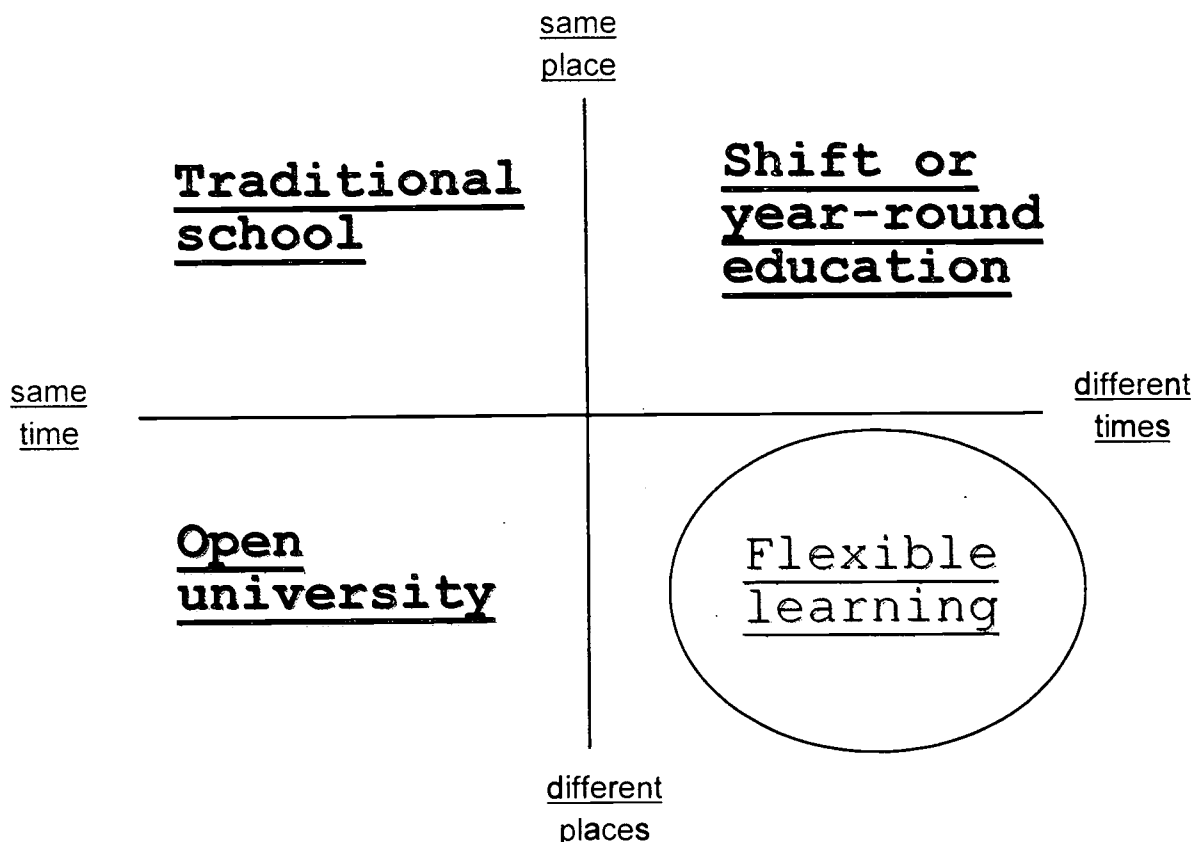 same
place
Traditional
school
Shift or
year-round
education
same
time
different
times
Open
university
Flexible
learning
different
places